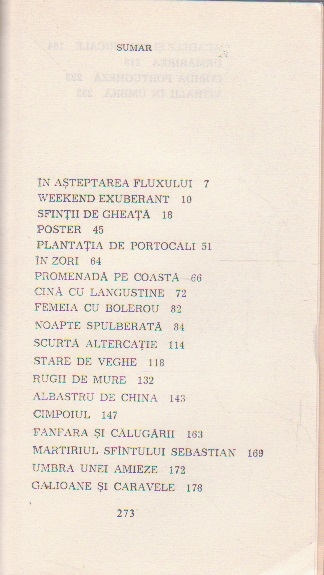 SUMAR
ÎN AȘTEPTAREA FLUXULUI 7
WEEKEND EXUBERANT 10
SFINȚII DE GHEAȚĂ 18
POSTER 45
PLANTAȚIA DE PORTOCALI 51
ÎN ZORI 64
PROMENADĂ PE COASTĂ 66
CINĂ CU LANGUSTINE 72
FEMEIA CU BOLEROU 82
NOAPTE SPULBERATĂ 84
SCURTĂ ALTERCAȚIE 114
STARE DE VEGHE 118
RUGII DE MURE 132
ALBASTRU DE CHINA 143
CIMPOIUL 147
FANFARA ȘI CĂLUGĂRII 163
MARTIRIUL SFÎNTULUI SEBASTIAN 169
UMBRA UNEI AMIEZE 172
GALIOANE ȘI CARAVELE 178
273